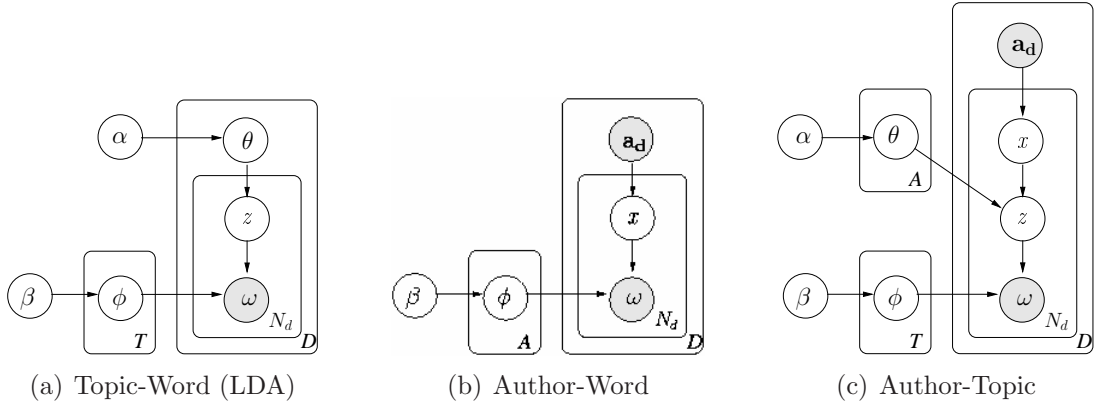 α
θ
z
β
φ
ω
N_d
T
D
(a) Topic-Word (LDA)
a_d
x
β
φ
ω
N_d
A
D
(b) Author-Word
a_d
α
θ
x
A
z
β
φ
ω
N_d
T
D
(c) Author-Topic